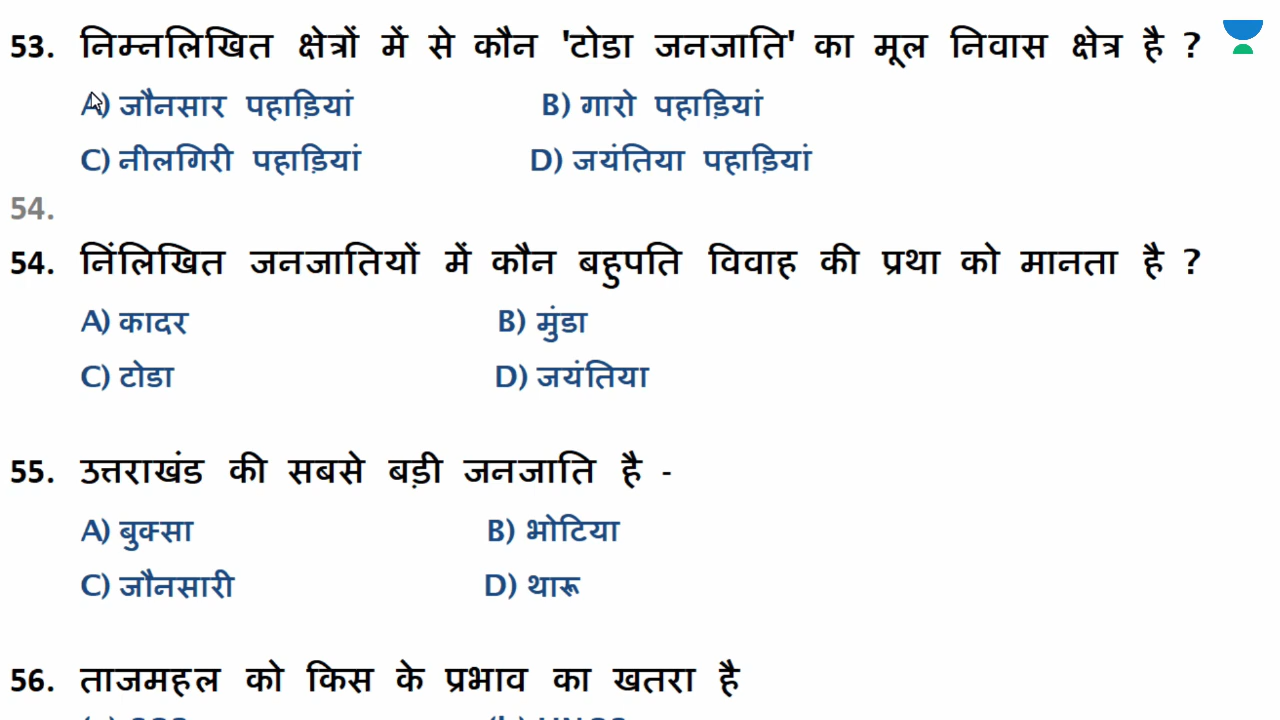 53. निम्नलिखित क्षेत्रों में से कौन 'टोडा जनजाति' का मूल निवास क्षेत्र है ?
A) जौनसार पहाड़ियां B) गारो पहाड़ियां
C) नीलगिरी पहाड़ियां D) जयंतिया पहाड़ियां
54.
54. निंलिखित जनजातियों में कौन बहुपति विवाह की प्रथा को मानता है ?
A) कादर B) मुंडा
C) टोडा D) जयंतिया
55. उत्तराखंड की सबसे बड़ी जनजाति है -
A) बुक्सा B) भोटिया
C) जौनसारी D) थारू
56. ताजमहल को किस के प्रभाव का खतरा है